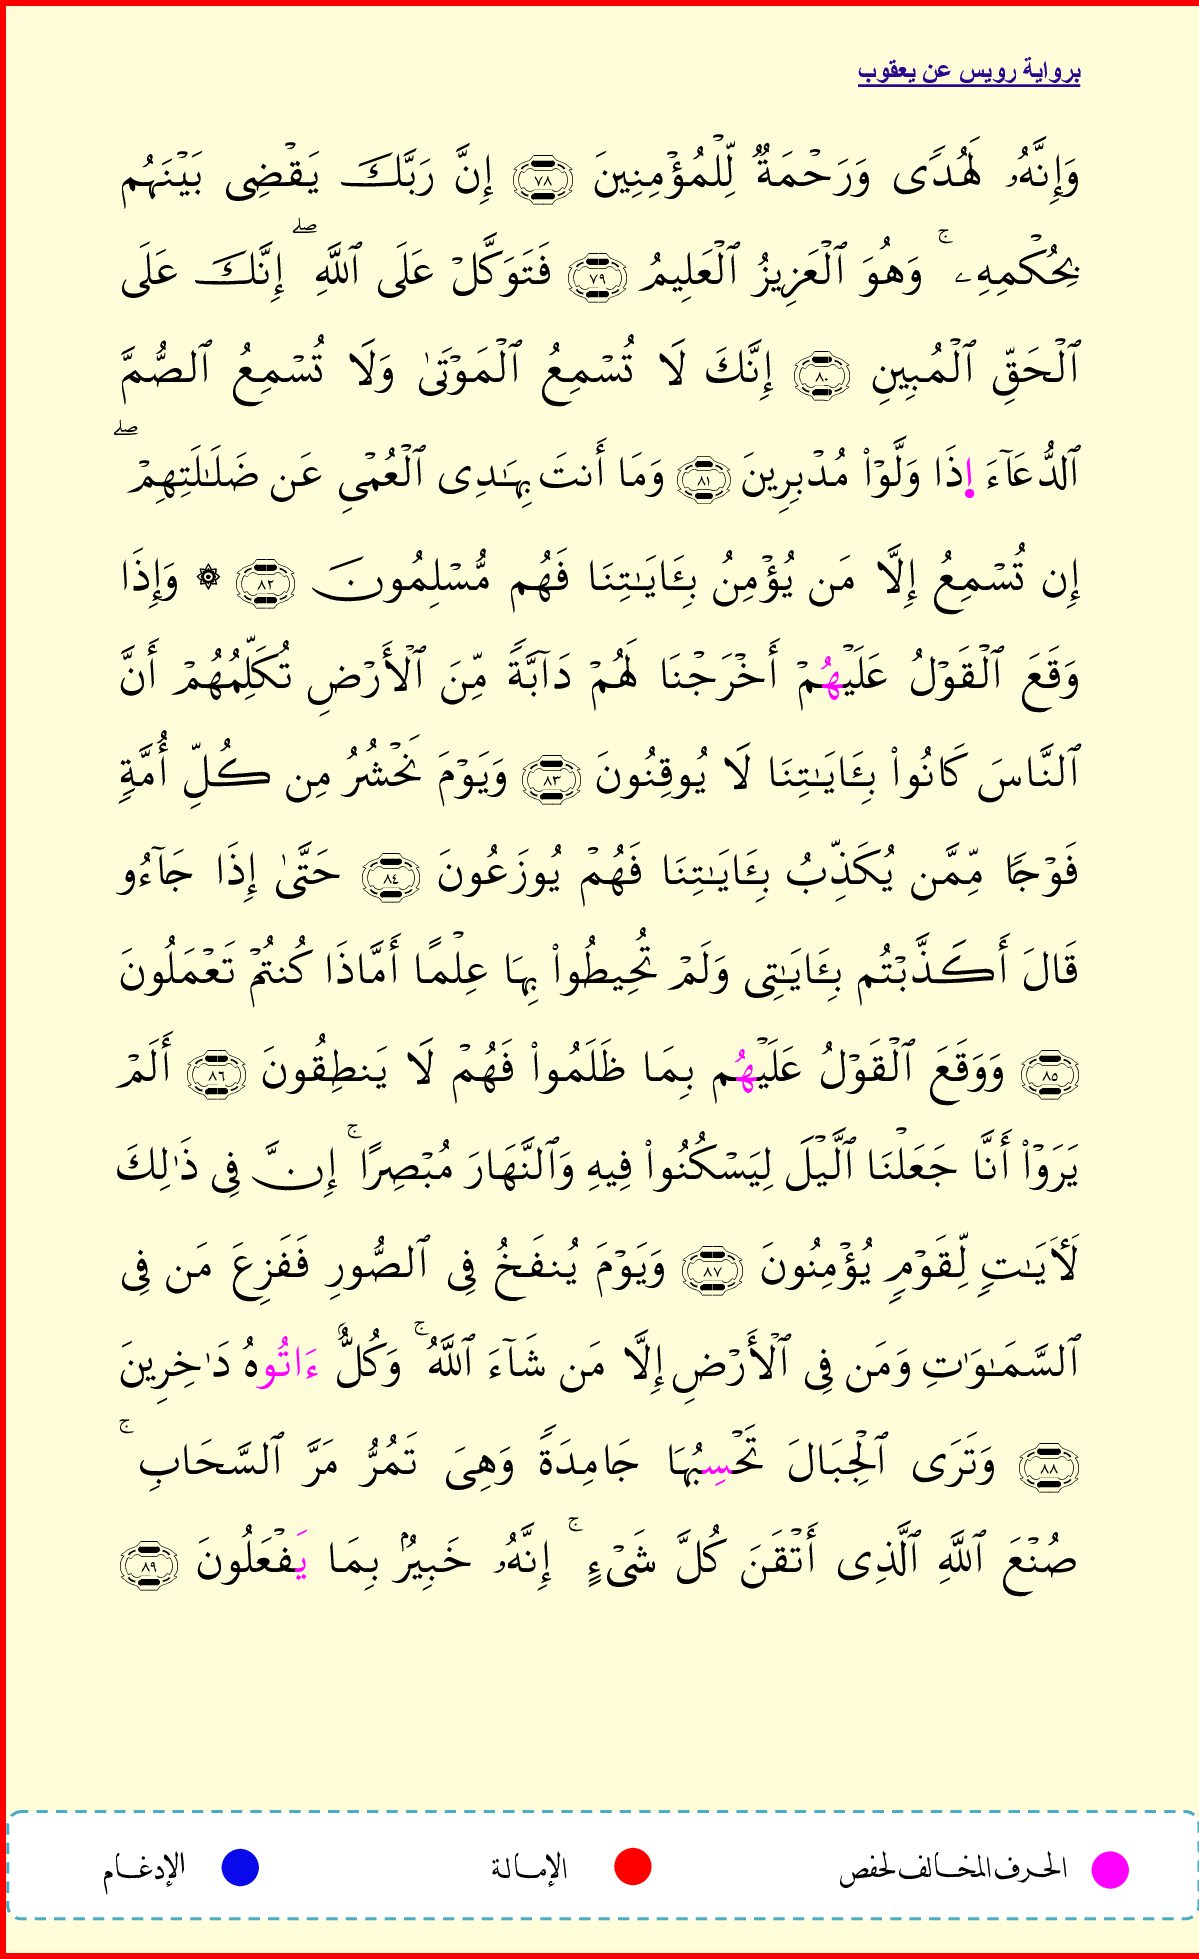 برواية رويس عن يعقوب
وَإِنَّهُۥ لَهُدٗى وَرَحۡمَةٞ لِّلۡمُؤۡمِنِينَ ٧٨ إِنَّ رَبَّكَ يَقۡضِي بَيۡنَهُم
بِحُكۡمِهِۦۚ وَهُوَ ٱلۡعَزِيزُ ٱلۡعَلِيمُ ٧٩ فَتَوَكَّلۡ عَلَى ٱللَّهِۖ إِنَّكَ عَلَى
ٱلۡحَقِّ ٱلۡمُبِينِ ٨٠ إِنَّكَ لَا تُسۡمِعُ ٱلۡمَوۡتَىٰ وَلَا تُسۡمِعُ ٱلصُّمَّ
ٱلدُّعَآءَ اِ۪ذَا وَلَّوۡاْ مُدۡبِرِينَ ٨١ وَمَآ أَنتَ بِهَٰدِي ٱلۡعُمۡيِ عَن ضَلَٰلَتِهِمۡۖ
إِن تُسۡمِعُ إِلَّا مَن يُؤۡمِنُ بِـَٔايَٰتِنَا فَهُم مُّسۡلِمُونَ ٨٢ ۞ وَإِذَا
وَقَعَ ٱلۡقَوۡلُ عَلَيۡهُمۡ أَخۡرَجۡنَا لَهُمۡ دَآبَّةٗ مِّنَ ٱلۡأَرۡضِ تُكَلِّمُهُمۡ أَنَّ
ٱلنَّاسَ كَانُواْ بِـَٔايَٰتِنَا لَا يُوقِنُونَ ٨٣ وَيَوۡمَ نَحۡشُرُ مِن كُلِّ أُمَّةٖ
فَوۡجٗا مِّمَّن يُكَذِّبُ بِـَٔايَٰتِنَا فَهُمۡ يُوزَعُونَ ٨٤ حَتَّىٰ إِذَا جَآءُو
قَالَ أَكَذَّبۡتُم بِـَٔايَٰتِي وَلَمۡ تُحِيطُواْ بِهَا عِلۡمًا أَمَّاذَا كُنتُمۡ تَعۡمَلُونَ
٨٥ وَوَقَعَ ٱلۡقَوۡلُ عَلَيۡهُم بِمَا ظَلَمُواْ فَهُمۡ لَا يَنطِقُونَ ٨٦ أَلَمۡ
يَرَوۡاْ أَنَّا جَعَلۡنَا ٱلَّيۡلَ لِيَسۡكُنُواْ فِيهِ وَٱلنَّهَارَ مُبۡصِرًاۚ إِنَّ فِي ذَٰلِكَ
لَأٓيَٰتٖ لِّقَوۡمٖ يُؤۡمِنُونَ ٨٧ وَيَوۡمَ يُنفَخُ فِي ٱلصُّورِ فَفَزِعَ مَن فِي
ٱلسَّمَٰوَٰتِ وَمَن فِي ٱلۡأَرۡضِ إِلَّا مَن شَآءَ ٱللَّهُۚ وَكُلٌّ ءَاتُوهُ دَٰخِرِينَ
٨٨ وَتَرَى ٱلۡجِبَالَ تَحۡسِبُهَا جَامِدَةٗ وَهِيَ تَمُرُّ مَرَّ ٱلسَّحَابِۚ
صُنۡعَ ٱللَّهِ ٱلَّذِيٓ أَتۡقَنَ كُلَّ شَيۡءٍۚ إِنَّهُۥ خَبِيرُۢ بِمَا يَفۡعَلُونَ ٨٩
الحرف المخالف لحفص الإمالة الإدغام